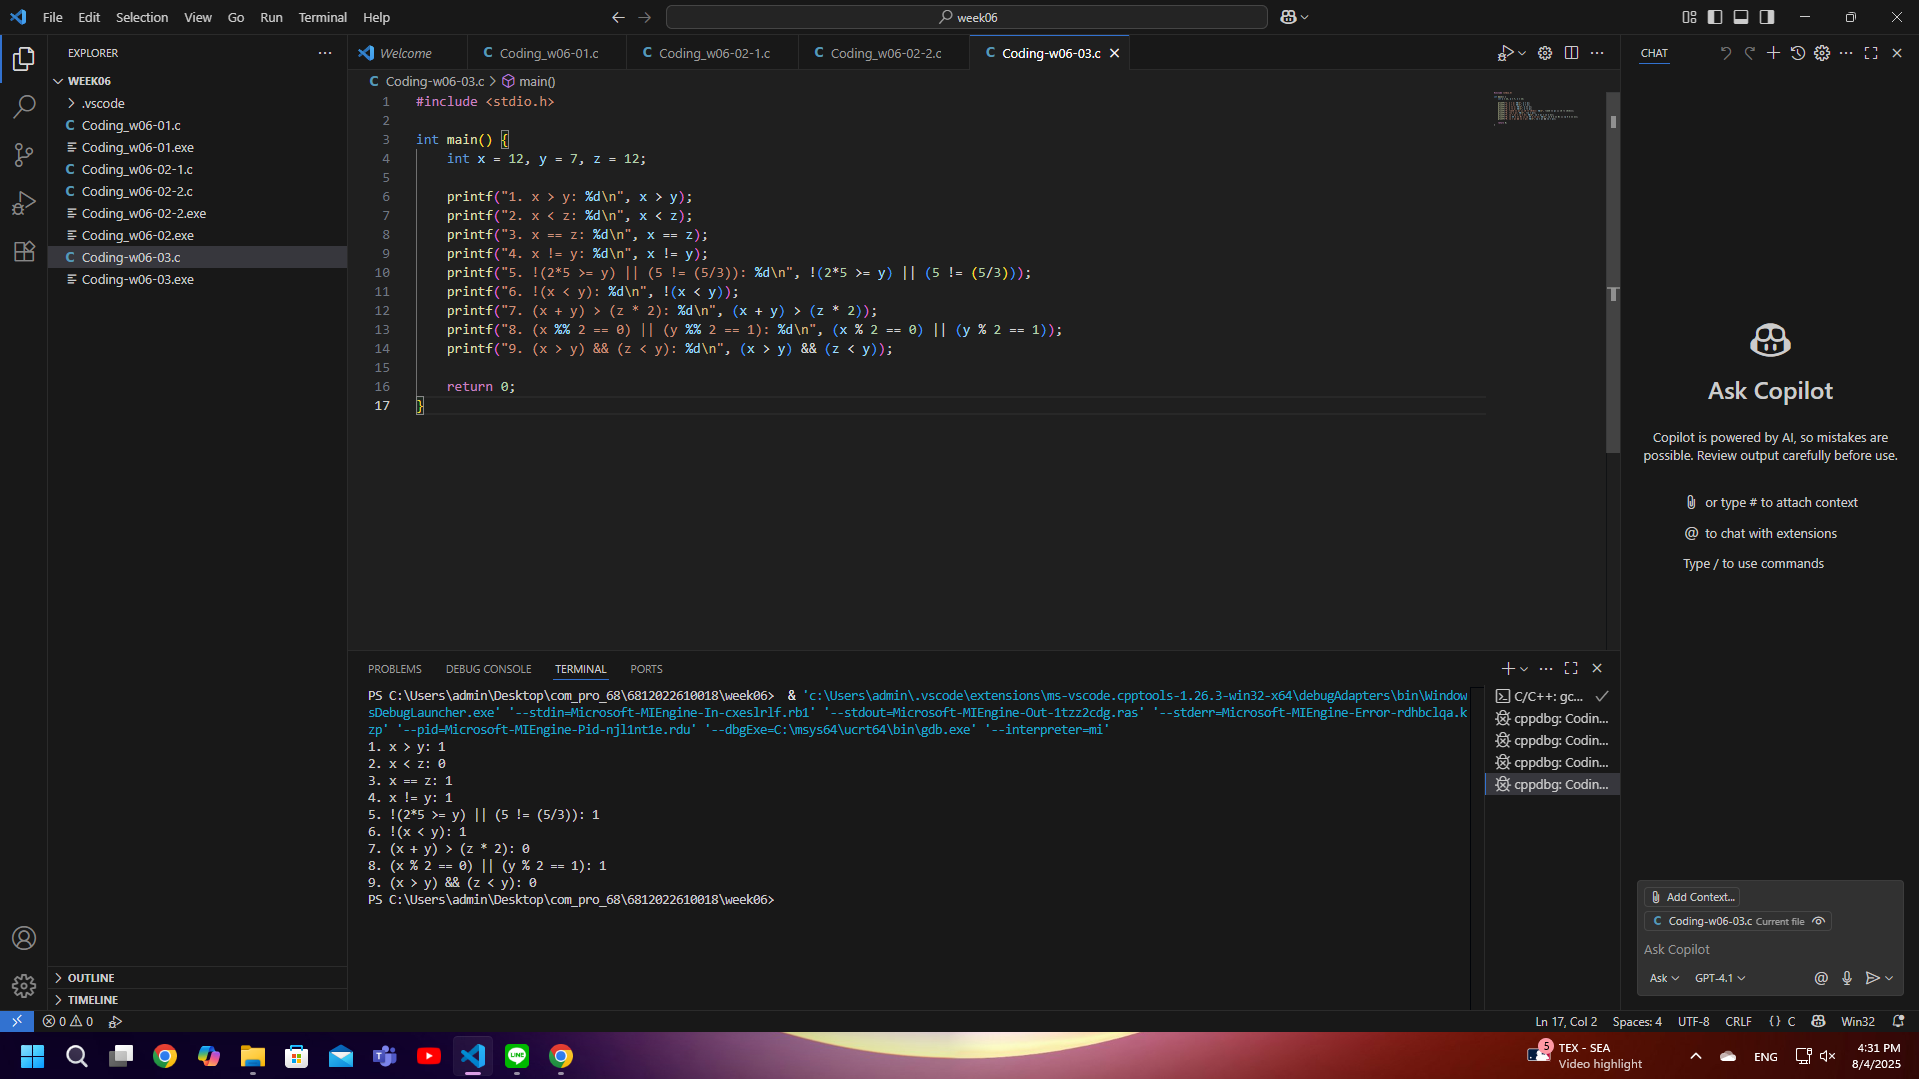 File Edit Selection View Go Run Terminal Help
week06
EXPLORER
WEEK06
.vscode
C Coding_w06-01.c
Coding_w06-01.exe
C Coding_w06-02-1.c
C Coding_w06-02-2.c
Coding_w06-02-2.exe
Coding_w06-02.exe
C Coding-w06-03.c
Coding-w06-03.exe
OUTLINE
TIMELINE
Welcome C Coding_w06-01.c C Coding_w06-02-1.c C Coding_w06-02-2.c C Coding-w06-03.c
C Coding-w06-03.c > main()
1 #include <stdio.h>
2
3 int main() {
4 int x = 12, y = 7, z = 12;
5
6 printf("1. x > y: %d\n", x > y);
7 printf("2. x < z: %d\n", x < z);
8 printf("3. x == z: %d\n", x == z);
9 printf("4. x != y: %d\n", x != y);
10 printf("5. !(2*5 >= y) || (5 != (5/3)): %d\n", !(2*5 >= y) || (5 != (5/3)));
11 printf("6. !(x < y): %d\n", !(x < y));
12 printf("7. (x + y) > (z * 2): %d\n", (x + y) > (z * 2));
13 printf("8. (x %% 2 == 0) || (y %% 2 == 1): %d\n", (x % 2 == 0) || (y % 2 == 1));
14 printf("9. (x > y) && (z < y): %d\n", (x > y) && (z < y));
15
16 return 0;
17 }
PROBLEMS DEBUG CONSOLE TERMINAL PORTS
PS C:\Users\admin\Desktop\com_pro_68\6812022610018\week06> & 'c:\Users\admin\.vscode\extensions\ms-vscode.cpptools-1.26.3-win32-x64\debugAdapters\bin\Window
sDebugLauncher.exe' '--stdin=Microsoft-MIEngine-In-cxeslrlf.rb1' '--stdout=Microsoft-MIEngine-Out-1tzz2cdg.ras' '--stderr=Microsoft-MIEngine-Error-rdhbclqa.k
zp' '--pid=Microsoft-MIEngine-Pid-njl1nt1e.rdu' '--dbgExe=C:\msys64\ucrt64\bin\gdb.exe' '--interpreter=mi'
1. x > y: 1
2. x < z: 0
3. x == z: 1
4. x != y: 1
5. !(2*5 >= y) || (5 != (5/3)): 1
6. !(x < y): 1
7. (x + y) > (z * 2): 0
8. (x % 2 == 0) || (y % 2 == 1): 1
9. (x > y) && (z < y): 0
PS C:\Users\admin\Desktop\com_pro_68\6812022610018\week06>
C/C++: gc...
cppdbg: Codin...
cppdbg: Codin...
cppdbg: Codin...
cppdbg: Codin...
CHAT
Ask Copilot
Copilot is powered by AI, so mistakes are
possible. Review output carefully before use.
or type # to attach context
@ to chat with extensions
Type / to use commands
Add Context...
C Coding-w06-03.c Current file
Ask Copilot
Ask GPT-4.1 @
0 0
Ln 17, Col 2 Spaces: 4 UTF-8 CRLF {} C Win32
LINE
5 TEX - SEA
Video highlight
ENG
4:31 PM
8/4/2025